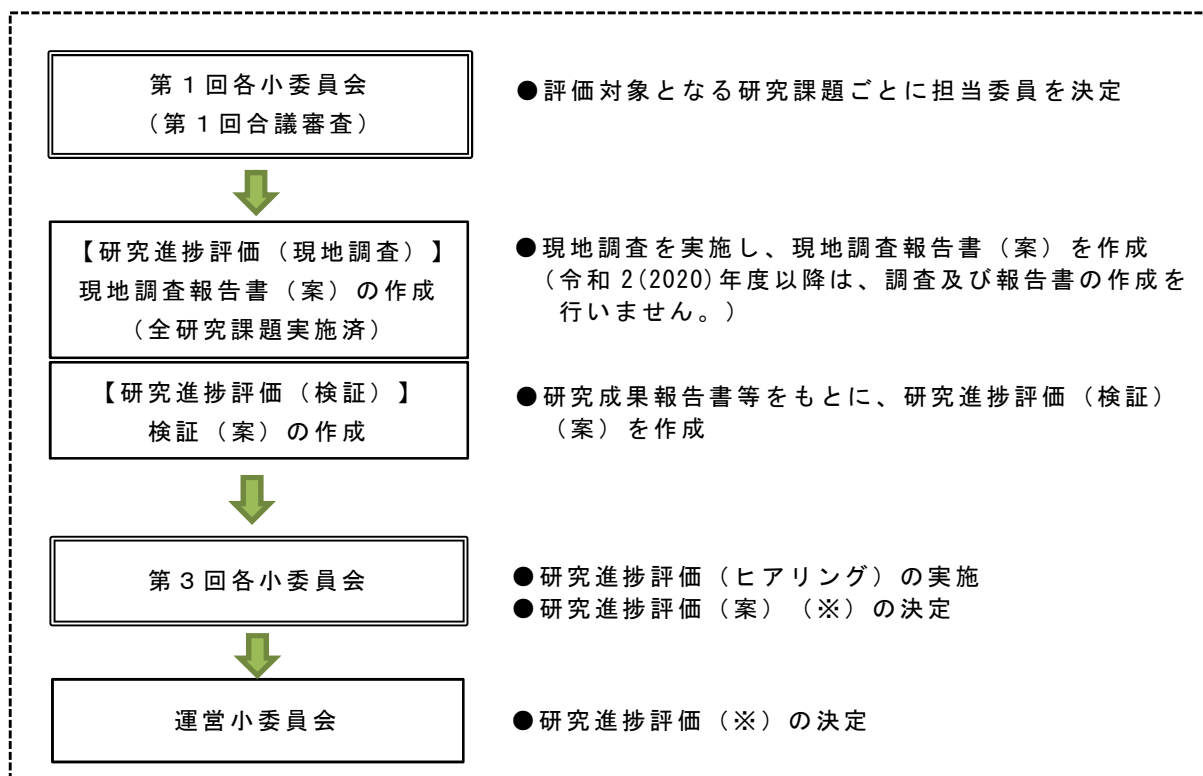 第１回各小委員会
（第１回合議審査）
●評価対象となる研究課題ごとに担当委員を決定
【研究進捗評価（現地調査）】
現地調査報告書（案）の作成
（全研究課題実施済）
●現地調査を実施し、現地調査報告書（案）を作成
（令和２(2020)年度以降は、調査及び報告書の作成を
行いません。）
【研究進捗評価（検証）】
検証（案）の作成
●研究成果報告書等をもとに、研究進捗評価（検証）
（案）を作成
第３回各小委員会
●研究進捗評価（ヒアリング）の実施
●研究進捗評価（案）（※）の決定
運営小委員会
●研究進捗評価（※）の決定